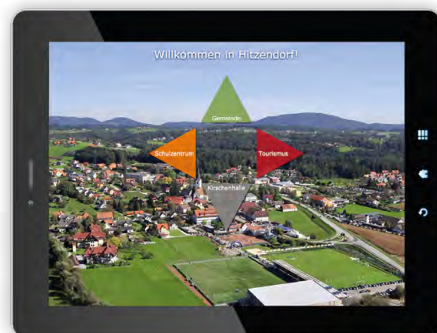 Willkommen in Hitzendorf!
Gemeinde
Schulzentrum
Tourismus
Kirchenhalle